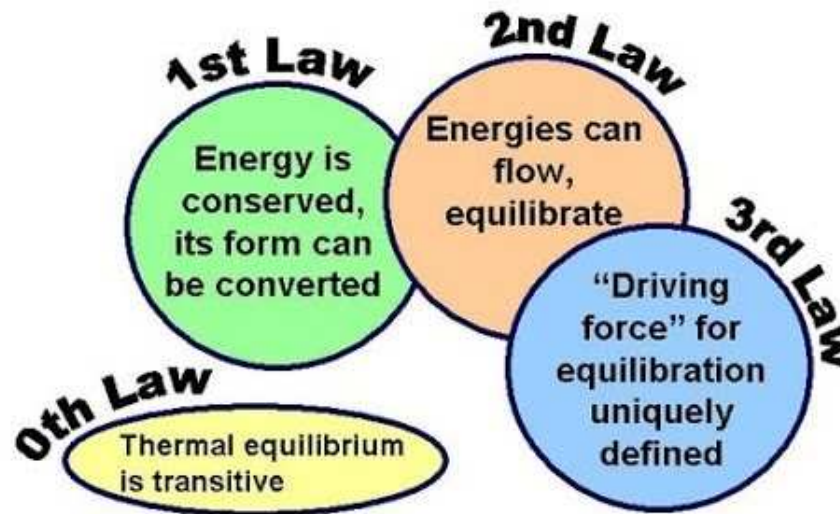 1st Law
Energy is
conserved,
its form can
be converted
2nd Law
Energies can
flow,
equilibrate
3rd Law
“Driving
force” for
equilibration
uniquely
defined
0th Law
Thermal equilibrium
is transitive